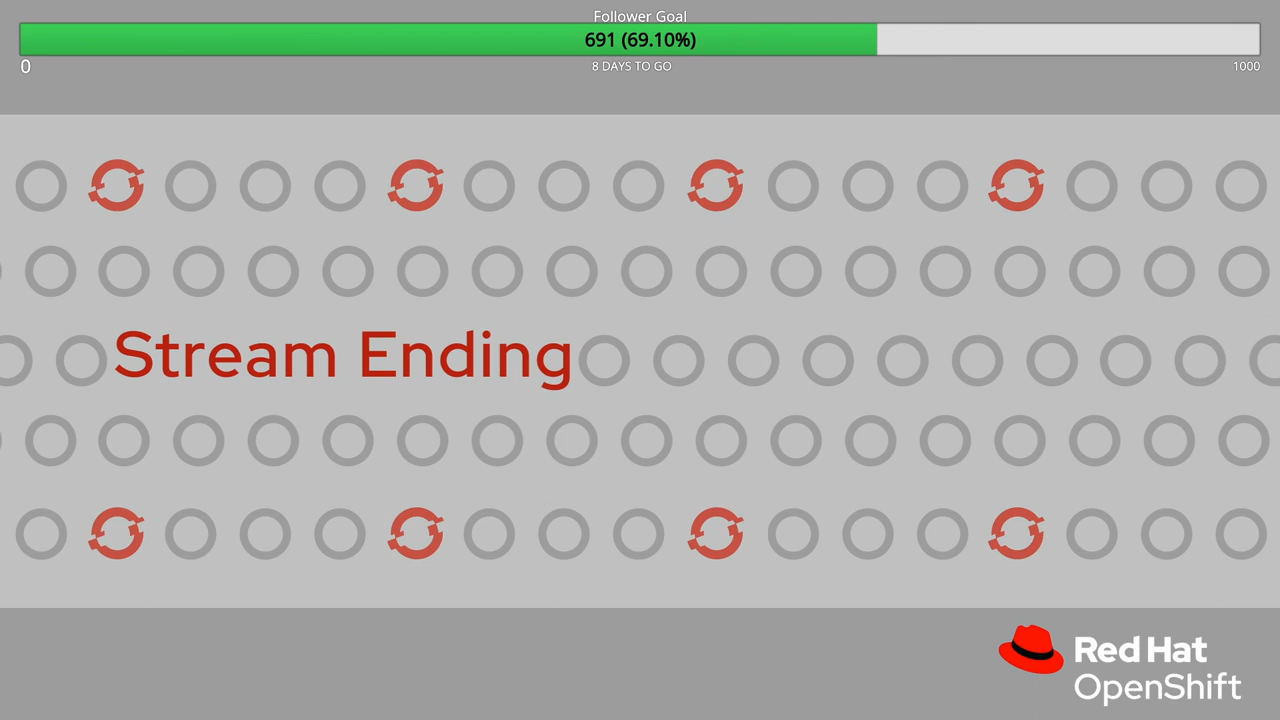 Follower Goal
691 (69.10%)
0
8 DAYS TO GO
1000
Stream Ending
Red Hat
OpenShift